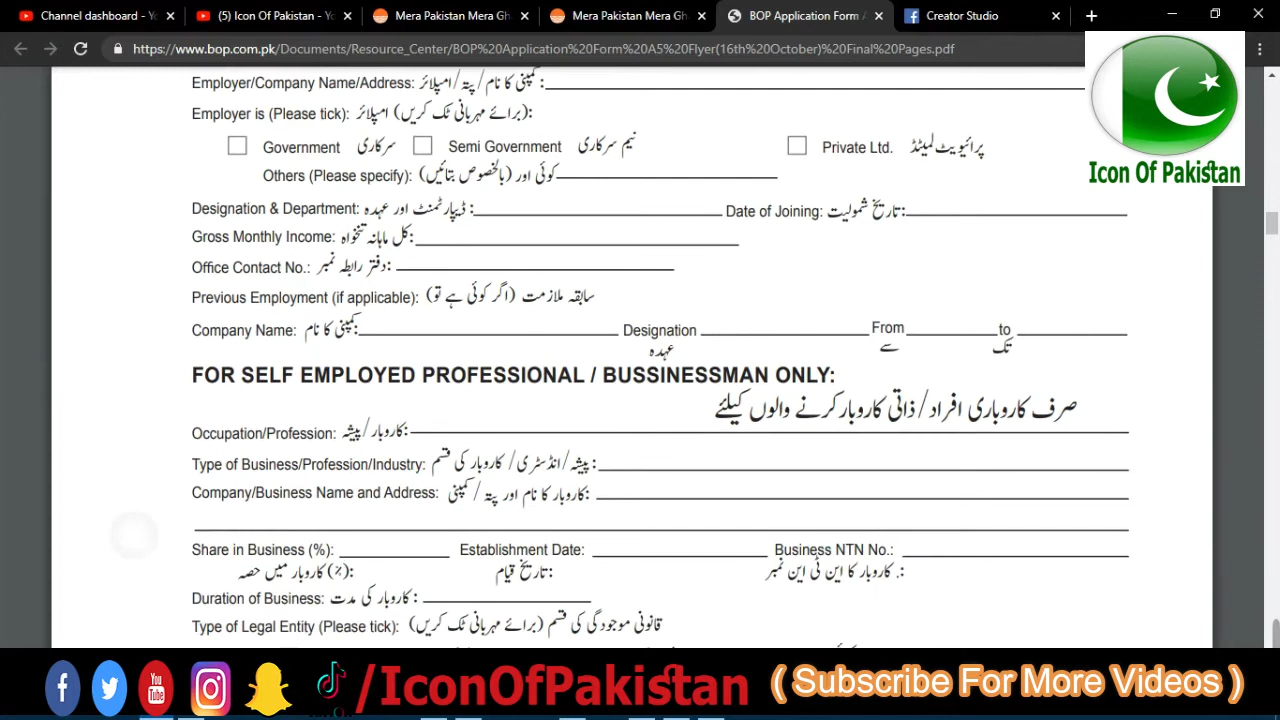 Channel dashboard - Yo
(5) Icon Of Pakistan - Yo
Mera Pakistan Mera Gha
Mera Pakistan Mera Gha
BOP Application Form A
Creator Studio
https://www.bop.com.pk/Documents/Resource_Center/BOP%20Application%20Form%20A5%20Flyer(16th%20October)%20Final%20Pages.pdf
Icon Of Pakistan
Employer/Company Name/Address: کمپنی کا نام/پتہ/امپلائر:
Employer is (Please tick): امپلائر (برائے مہربانی ٹک کریں):
Government سرکاری Semi Government نیم سرکاری Private Ltd. پرائیویٹ لمیٹڈ
Others (Please specify): کوئی اور (بالخصوص بتائیں)
Designation & Department: ڈیپارٹمنٹ اور عہدہ: Date of Joining: تاریخ شمولیت:
Gross Monthly Income: کل ماہانہ تنخواہ:
Office Contact No.: دفتر رابطہ نمبر:
Previous Employment (if applicable): سابقہ ملازمت (اگر کوئی ہے تو)
Company Name: کمپنی کا نام: Designation From to
عہدہ سے تک
FOR SELF EMPLOYED PROFESSIONAL / BUSSINESSMAN ONLY:
صرف کاروباری افراد/ذاتی کاروبار کرنے والوں کیلئے
Occupation/Profession: کاروبار/پیشہ:
Type of Business/Profession/Industry: پیشہ/انڈسٹری/کاروبار کی قسم:
Company/Business Name and Address: کاروبار کا نام اور پتہ/کمپنی:
Share in Business (%): Establishment Date: Business NTN No.:
کاروبار میں حصہ (%): تاریخ قیام: کاروبار کا این ٹی این نمبر.:
Duration of Business: کاروبار کی مدت:
Type of Legal Entity (Please tick): قانونی موجودگی کی قسم (برائے مہربانی ٹک کریں)
/IconOfPakistan ( Subscribe For More Videos )